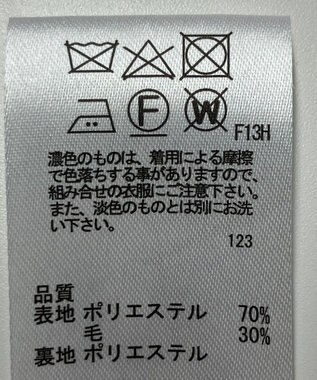 F W F13H
濃色のものは、着用による摩擦
で色落ちする事がありますので、
組み合せの衣服にご注意下さい。
また、淡色のものとは別にお洗
い下さい。
123
品質
表地 ポリエステル 70%
毛 30%
裏地 ポリエステル